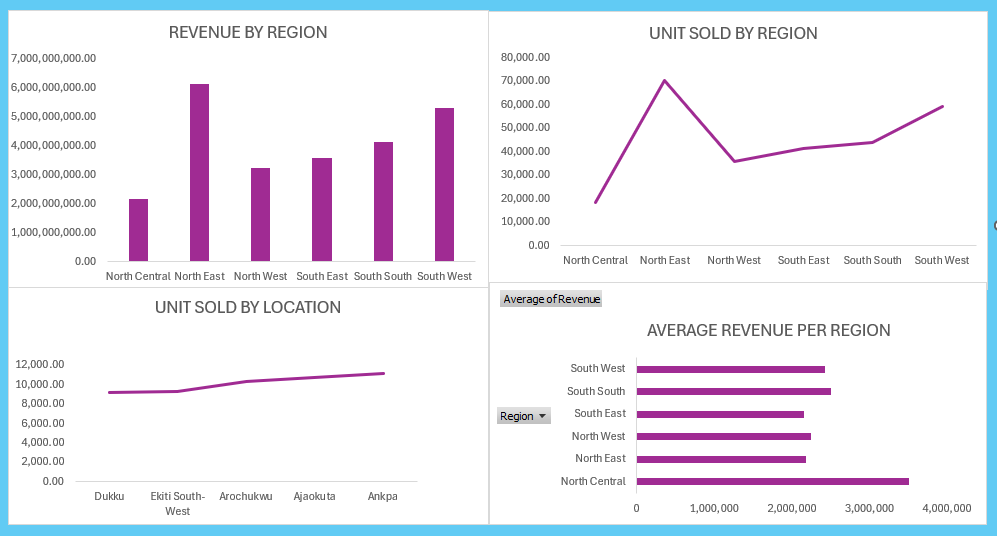 REVENUE BY REGION
7,000,000,000.00
6,000,000,000.00
5,000,000,000.00
4,000,000,000.00
3,000,000,000.00
2,000,000,000.00
1,000,000,000.00
0.00
North Central North East North West South East South South South West
UNIT SOLD BY REGION
80,000.00
70,000.00
60,000.00
50,000.00
40,000.00
30,000.00
20,000.00
10,000.00
0.00
North Central North East North West South East South South South West
UNIT SOLD BY LOCATION
12,000.00
10,000.00
8,000.00
6,000.00
4,000.00
2,000.00
0.00
Dukku Ekiti South- Arochukwu Ajaokuta Ankpa
West
Average of Revenue
AVERAGE REVENUE PER REGION
Region
South West
South South
South East
North West
North East
North Central
0 1,000,000 2,000,000 3,000,000 4,000,000